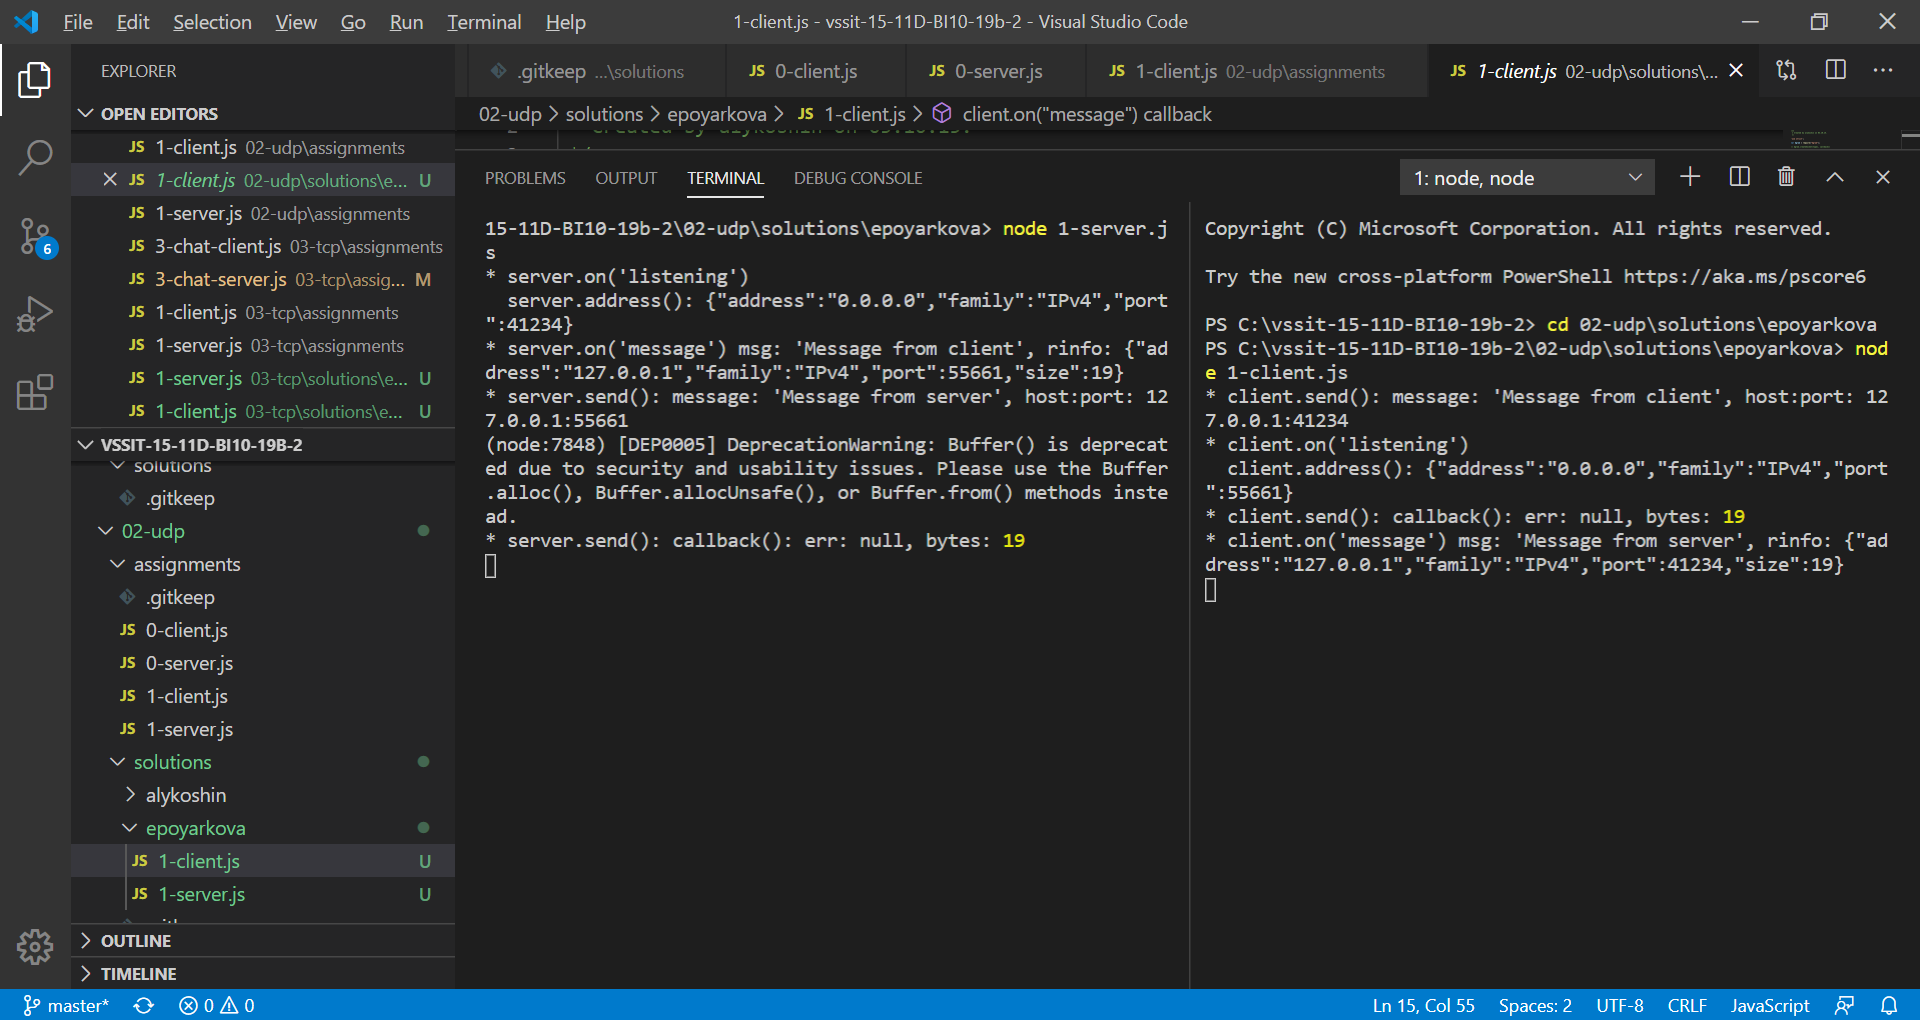 File Edit Selection View Go Run Terminal Help
1-client.js - vssit-15-11D-BI10-19b-2 - Visual Studio Code
EXPLORER
OPEN EDITORS
JS 1-client.js 02-udp\assignments
JS 1-client.js 02-udp\solutions\e... U
JS 1-server.js 02-udp\assignments
JS 3-chat-client.js 03-tcp\assignments
JS 3-chat-server.js 03-tcp\assig... M
JS 1-client.js 03-tcp\assignments
JS 1-server.js 03-tcp\assignments
JS 1-server.js 03-tcp\solutions\e... U
JS 1-client.js 03-tcp\solutions\e... U
6
VSSIT-15-11D-BI10-19B-2
solutions
.gitkeep
02-udp
assignments
.gitkeep
JS 0-client.js
JS 0-server.js
JS 1-client.js
JS 1-server.js
solutions
alykoshin
epoyarkova
JS 1-client.js U
JS 1-server.js U
OUTLINE
TIMELINE
.gitkeep ...\solutions
JS 0-client.js
JS 0-server.js
JS 1-client.js 02-udp\assignments
JS 1-client.js 02-udp\solutions\...
02-udp > solutions > epoyarkova > JS 1-client.js > client.on("message") callback
PROBLEMS OUTPUT TERMINAL DEBUG CONSOLE
1: node, node
15-11D-BI10-19b-2\02-udp\solutions\epoyarkova> node 1-server.j
s
* server.on('listening')
server.address(): {"address":"0.0.0.0","family":"IPv4","port
":41234}
* server.on('message') msg: 'Message from client', rinfo: {"ad
dress":"127.0.0.1","family":"IPv4","port":55661,"size":19}
* server.send(): message: 'Message from server', host:port: 12
7.0.0.1:55661
(node:7848) [DEP0005] DeprecationWarning: Buffer() is deprecat
ed due to security and usability issues. Please use the Buffer
.alloc(), Buffer.allocUnsafe(), or Buffer.from() methods inste
ad.
* server.send(): callback(): err: null, bytes: 19
Copyright (C) Microsoft Corporation. All rights reserved.
Try the new cross-platform PowerShell https://aka.ms/pscore6
PS C:\vssit-15-11D-BI10-19b-2> cd 02-udp\solutions\epoyarkova
PS C:\vssit-15-11D-BI10-19b-2\02-udp\solutions\epoyarkova> nod
e 1-client.js
* client.send(): message: 'Message from client', host:port: 12
7.0.0.1:41234
* client.on('listening')
client.address(): {"address":"0.0.0.0","family":"IPv4","port
":55661}
* client.send(): callback(): err: null, bytes: 19
* client.on('message') msg: 'Message from server', rinfo: {"ad
dress":"127.0.0.1","family":"IPv4","port":41234,"size":19}
master* 0 0
Ln 15, Col 55 Spaces: 2 UTF-8 CRLF JavaScript